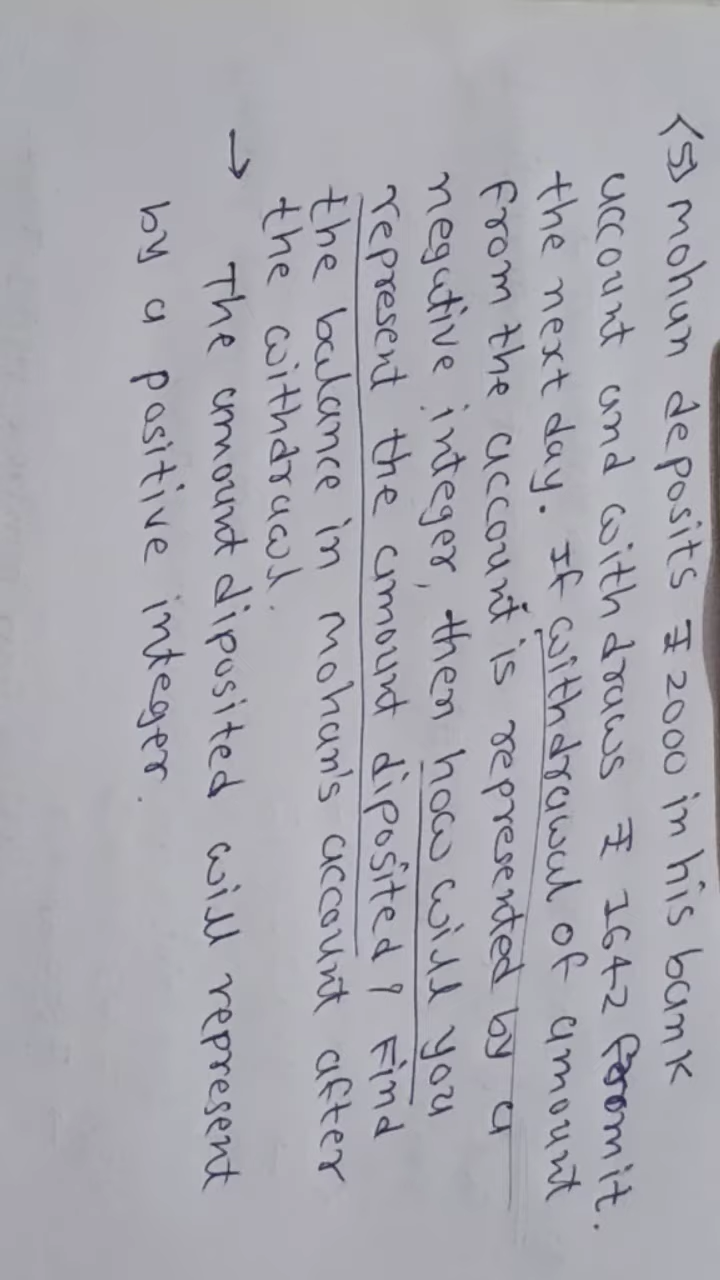 (5) mohan deposits ₹ 2000 in his bank
account and withdraws ₹ 1642 from it.
the next day. If withdrawal of amount
from the account is represented by a
negative integer, then how will you
represent the amount diposited? Find
the balance in mohan's account after
the withdrawl.
→ The amount diposited will represent
by a positive integer.